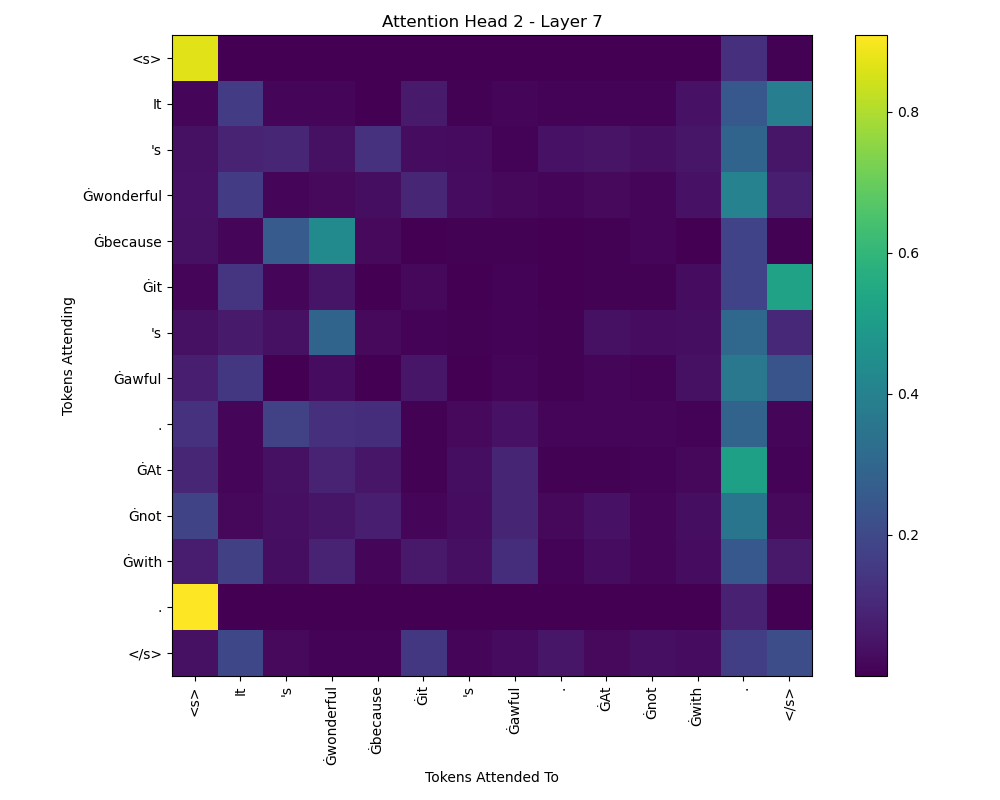 Attention Head 2 - Layer 7
<s>
It
's
Ġwonderful
Ġbecause
Ġit
's
Ġawful
.
ĠAt
Ġnot
Ġwith
.
</s>
Tokens Attending
<s>
It
's
Ġwonderful
Ġbecause
Ġit
's
Ġawful
.
ĠAt
Ġnot
Ġwith
.
</s>
Tokens Attended To
0.8
0.6
0.4
0.2